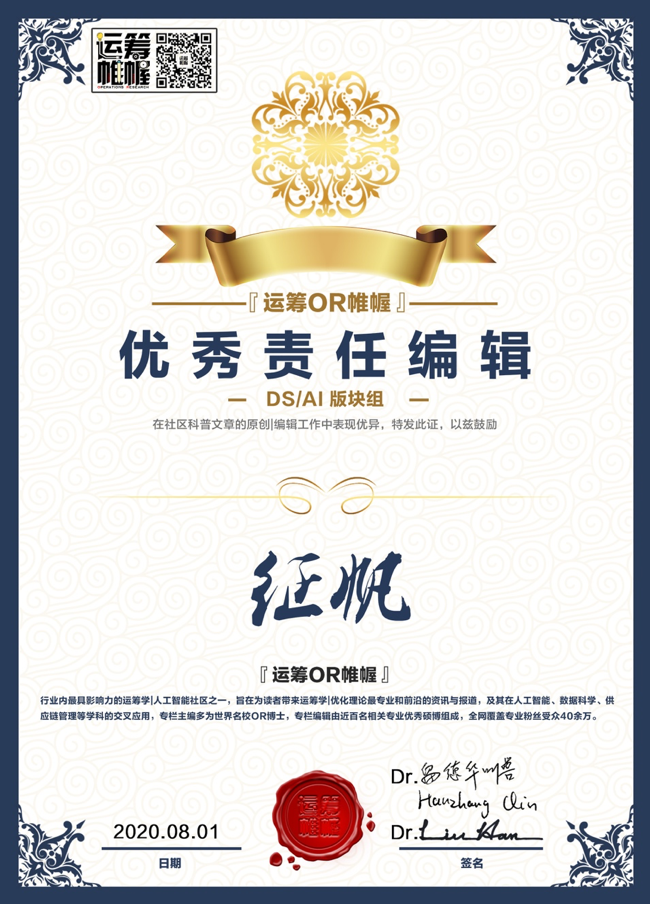 运筹
帷幄
OPERATIONS RESEARCH
『运筹OR帷幄』
优秀责任编辑
DS/AI 版块组
在社区科普文章的原创|编辑工作中表现优异，特发此证，以兹鼓励
征帆
『运筹OR帷幄』
行业内最具影响力的运筹学|人工智能社区之一，旨在为读者带来运筹学|优化理论最专业和前沿的资讯与报道，及其在人工智能、数据科学、供
应链管理等学科的交叉应用，专栏主编多为世界名校OR博士，专栏编辑由近百名相关专业优秀硕博组成，全网覆盖专业粉丝受众40余万。
运筹
帷幄
Dr.
Hanzhang Qin
2020.08.01
Dr.
日期
签名